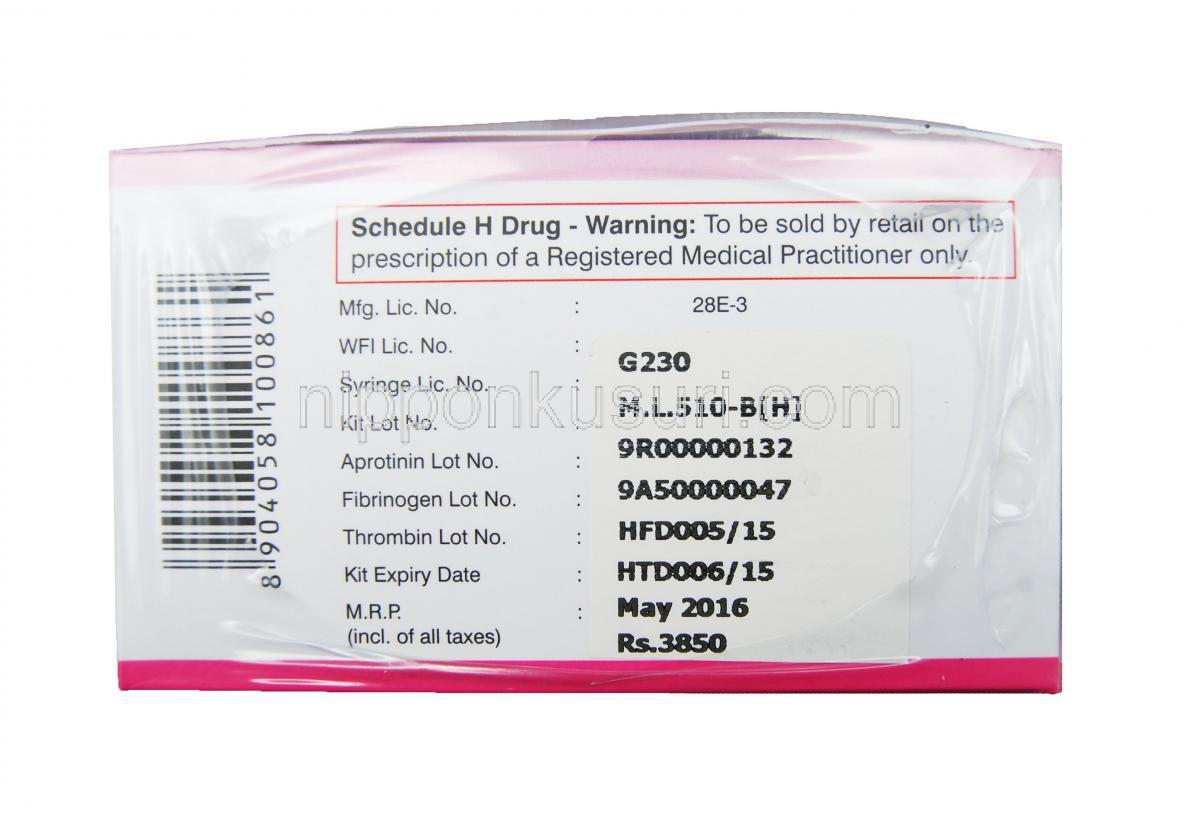 Schedule H Drug - Warning: To be sold by retail on the
prescription of a Registered Medical Practitioner only.
Mfg. Lic. No. : 28E-3
WFI Lic. No. : G230
Syringe Lic. No. : M.L.510-B[H]
Kit Lot No. : 9R00000132
Aprotinin Lot No. : 9A50000047
Fibrinogen Lot No. : HFD005/15
Thrombin Lot No. : HTD006/15
Kit Expiry Date : May 2016
M.R.P. : Rs.3850
(incl. of all taxes)
8904058100861
nipponkusuri.com